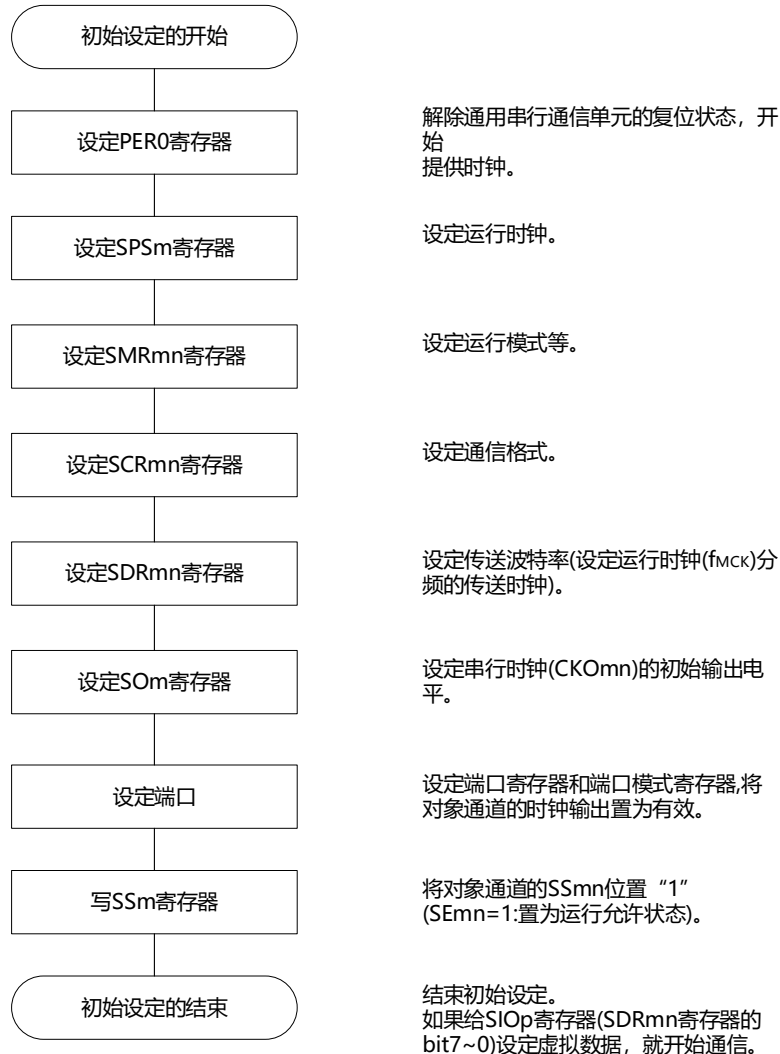 初始设定的开始
设定PER0寄存器
解除通用串行通信单元的复位状态，开
始
提供时钟。
设定SPSm寄存器
设定运行时钟。
设定SMRmn寄存器
设定运行模式等。
设定SCRmn寄存器
设定通信格式。
设定SDRmn寄存器
设定传送波特率(设定运行时钟(fMCK)分
频的传送时钟)。
设定SOm寄存器
设定串行时钟(CKOmn)的初始输出电
平。
设定端口
设定端口寄存器和端口模式寄存器,将
对象通道的时钟输出置为有效。
写SSm寄存器
将对象通道的SSmn位置“1”
(SEmn=1:置为运行允许状态)。
初始设定的结束
结束初始设定。
如果给SIOp寄存器(SDRmn寄存器的
bit7~0)设定虚拟数据，就开始通信。